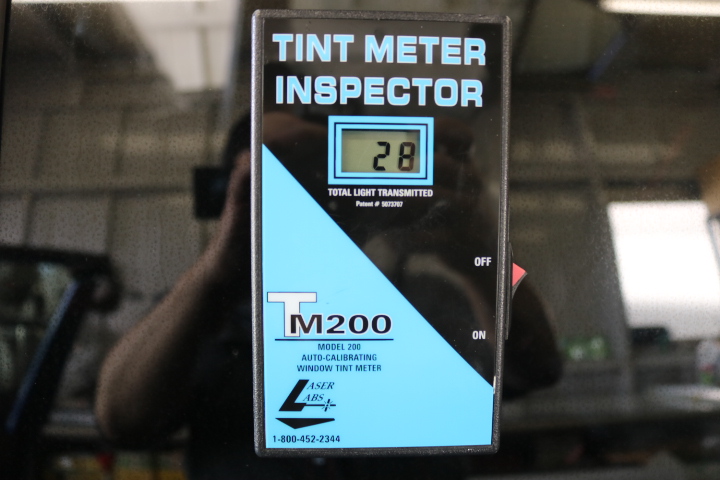 TINT METER
INSPECTOR
28
TOTAL LIGHT TRANSMITTED
Patent # 5073707
OFF
ON
TM200
MODEL 200
AUTO-CALIBRATING
WINDOW TINT METER
LASER
LABS
1-800-452-2344